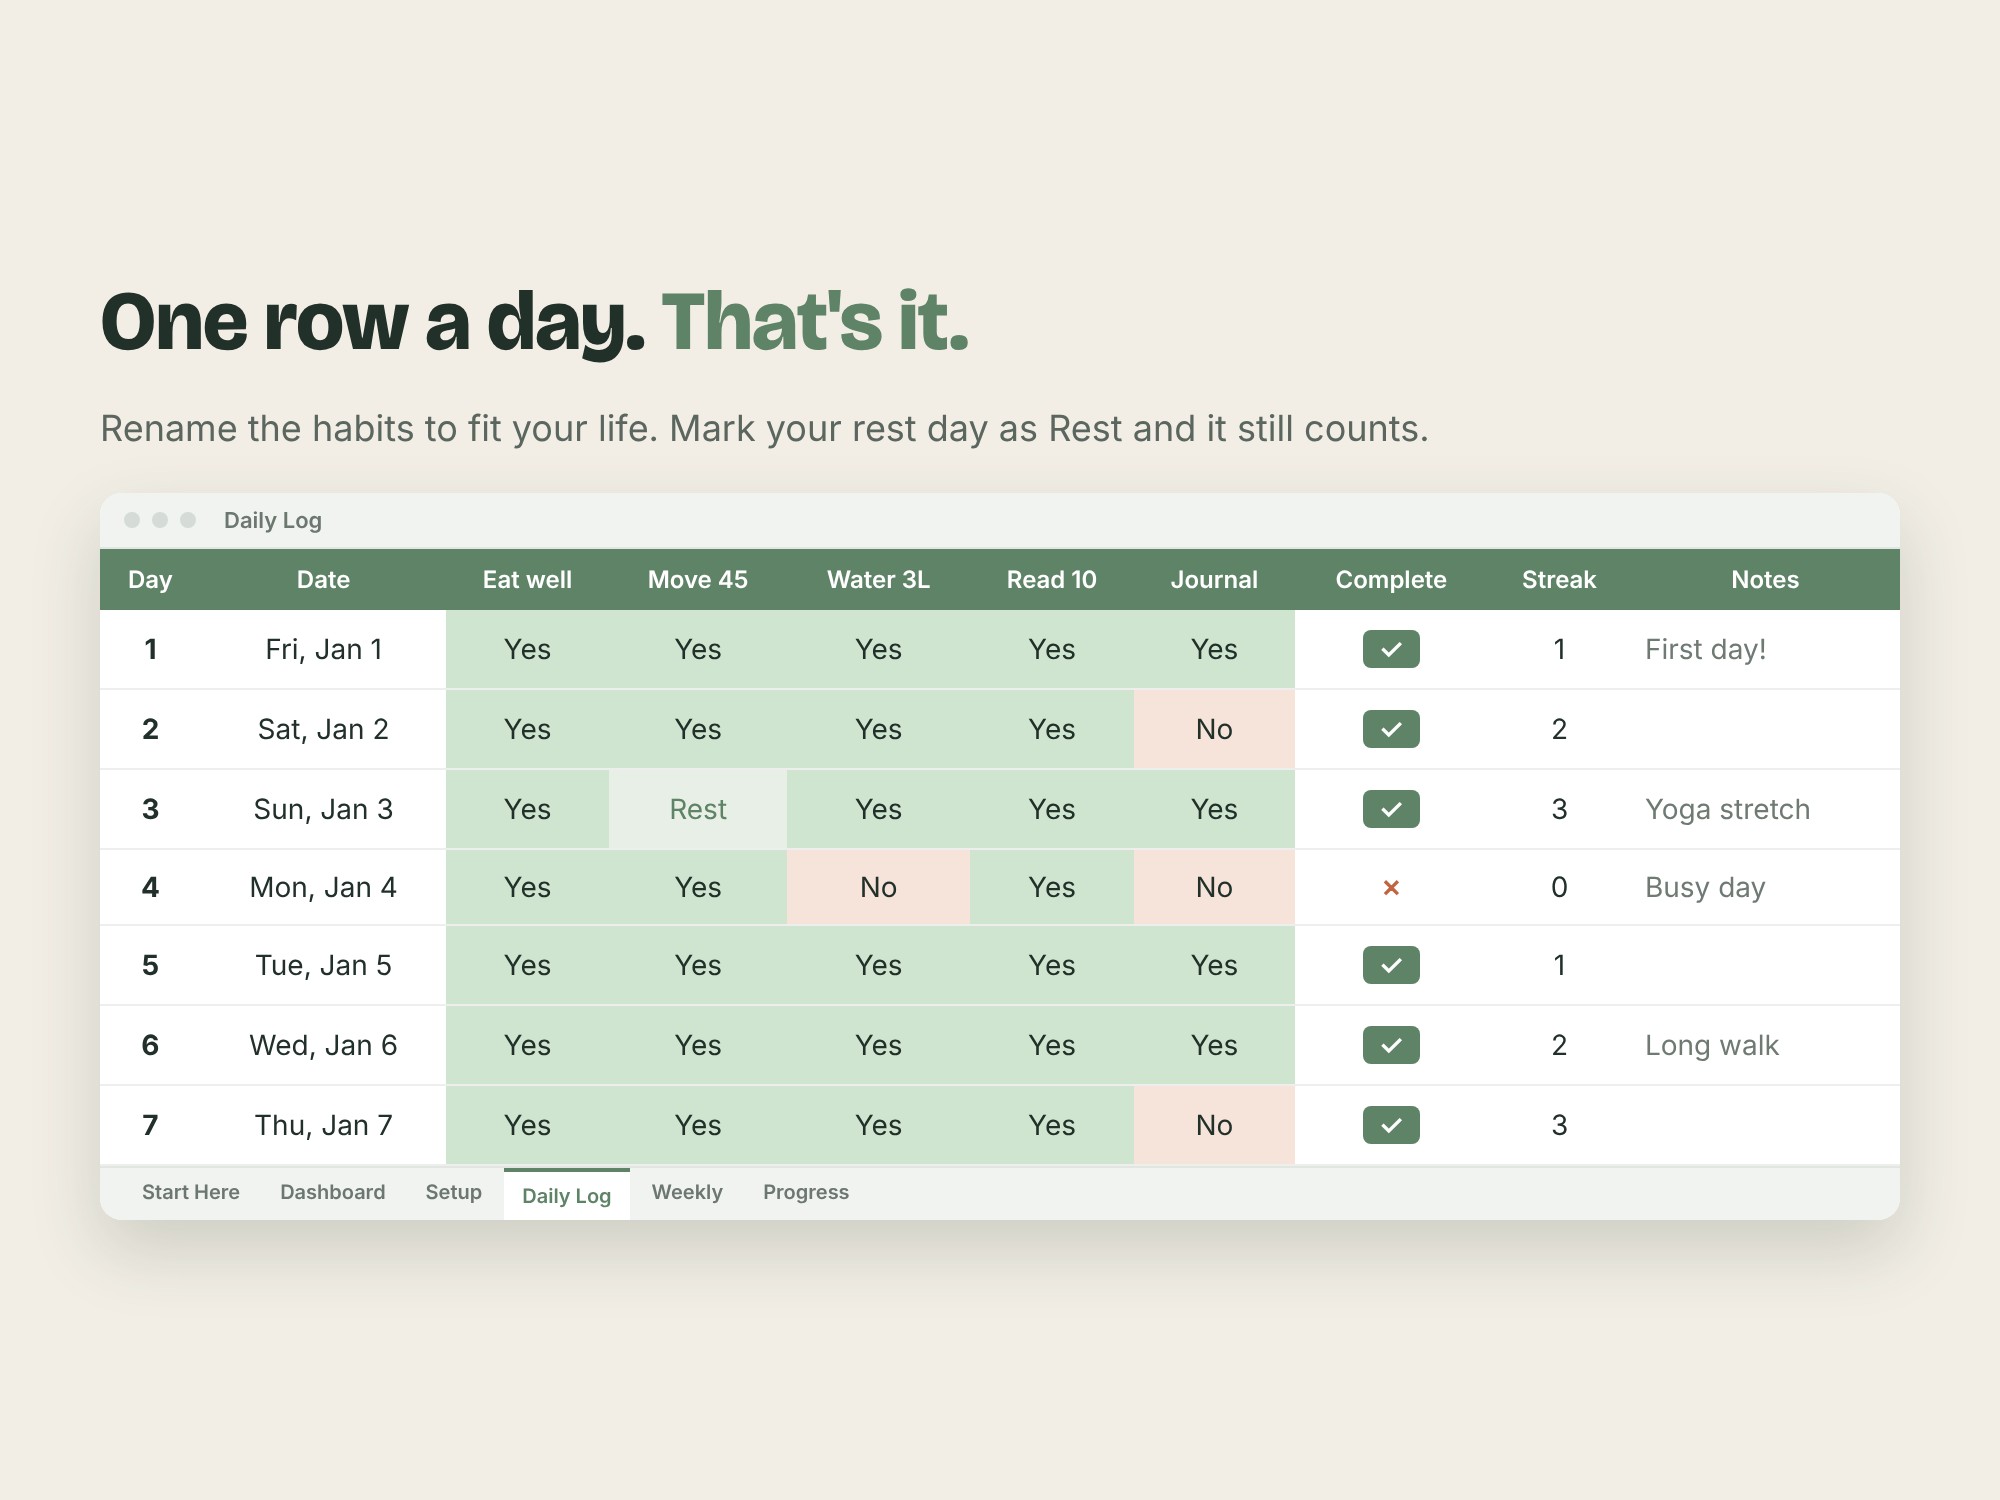 One row a day. That's it.
Rename the habits to fit your life. Mark your rest day as Rest and it still counts.
Daily Log
Day Date Eat well Move 45 Water 3L Read 10 Journal Complete Streak Notes
1 Fri, Jan 1 Yes Yes Yes Yes Yes ✓ 1 First day!
2 Sat, Jan 2 Yes Yes Yes Yes No ✓ 2
3 Sun, Jan 3 Yes Rest Yes Yes Yes ✓ 3 Yoga stretch
4 Mon, Jan 4 Yes Yes No Yes No × 0 Busy day
5 Tue, Jan 5 Yes Yes Yes Yes Yes ✓ 1
6 Wed, Jan 6 Yes Yes Yes Yes Yes ✓ 2 Long walk
7 Thu, Jan 7 Yes Yes Yes Yes No ✓ 3
Start Here Dashboard Setup Daily Log Weekly Progress